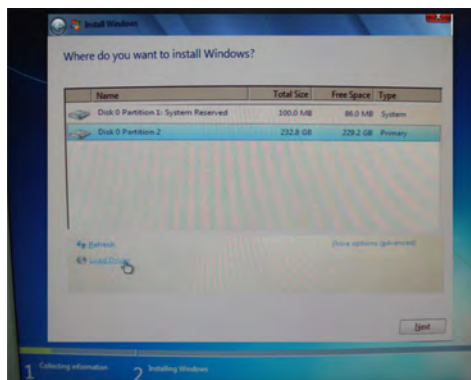 Install Windows
Where do you want to install Windows?
Name Total Size Free Space Type
Disk 0 Partition 1: System Reserved 100.0 MB 86.0 MB System
Disk 0 Partition 2 232.8 GB 229.2 GB Primary
Refresh Drive options (advanced)
Load Driver
Next
1 Collecting information 2 Installing Windows